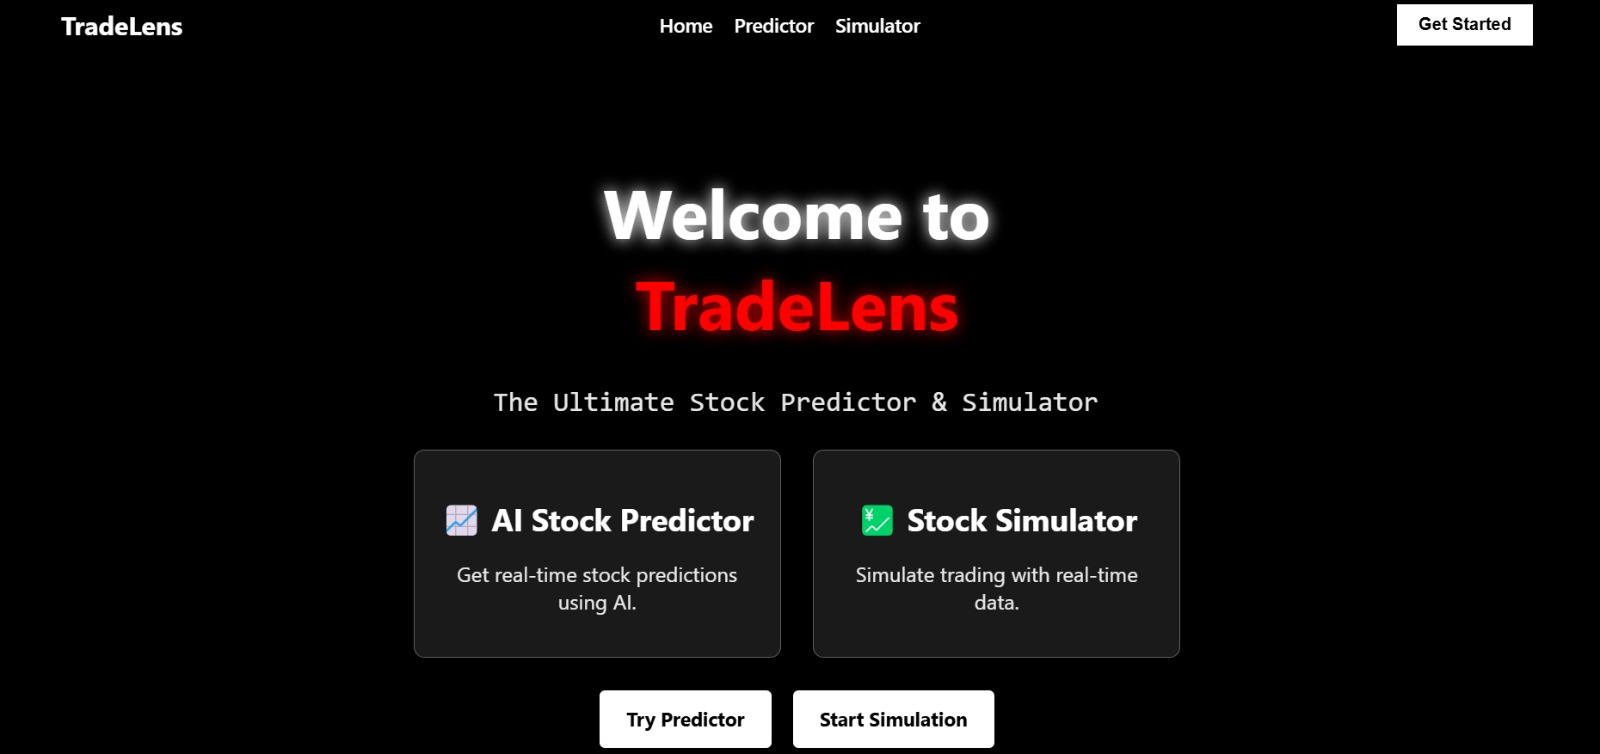 TradeLens
Home Predictor Simulator
Get Started
Welcome to
TradeLens
The Ultimate Stock Predictor & Simulator
AI Stock Predictor
Get real-time stock predictions
using AI.
¥ Stock Simulator
Simulate trading with real-time
data.
Try Predictor
Start Simulation